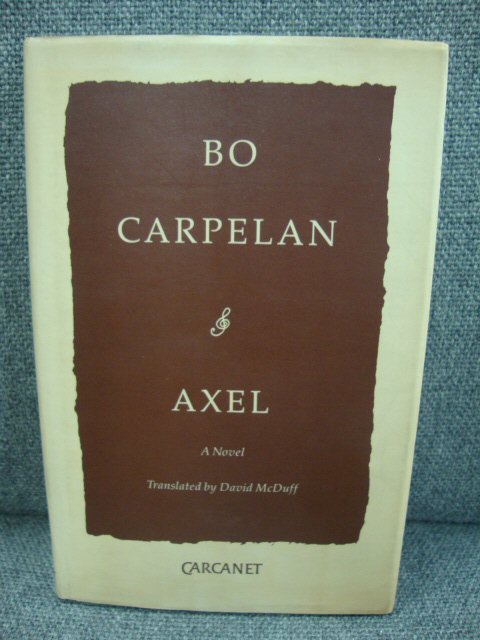 BO
CARPELAN
AXEL
A Novel
Translated by David McDuff
CARCANET